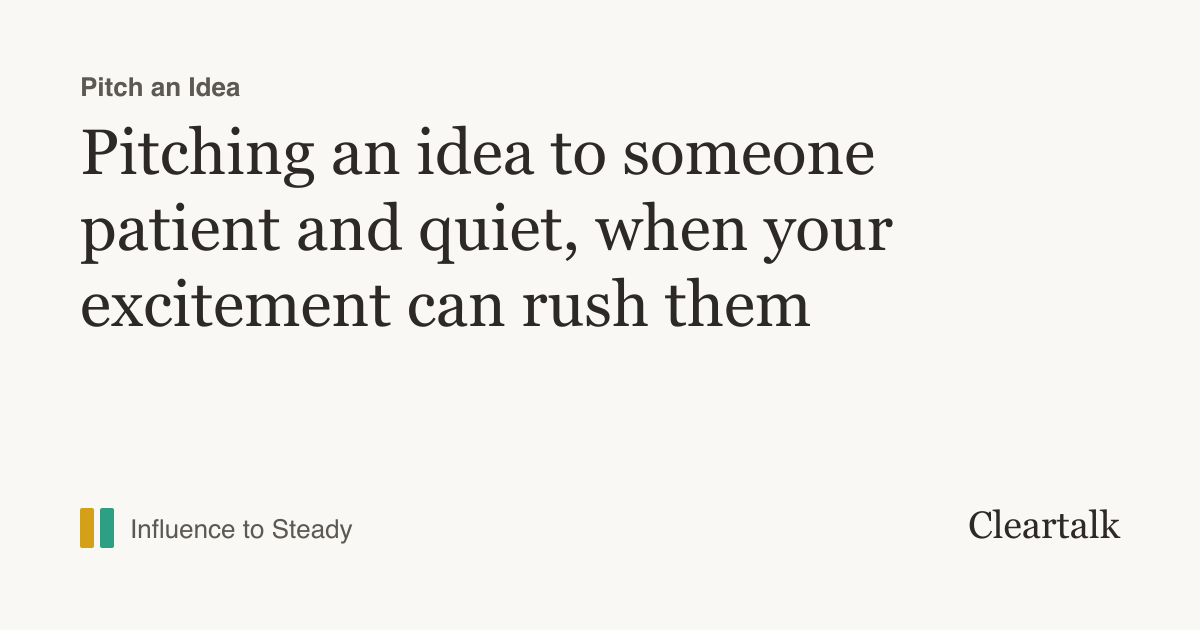 Pitch an Idea
Pitching an idea to someone
patient and quiet, when your
excitement can rush them
Influence to Steady
Cleartalk